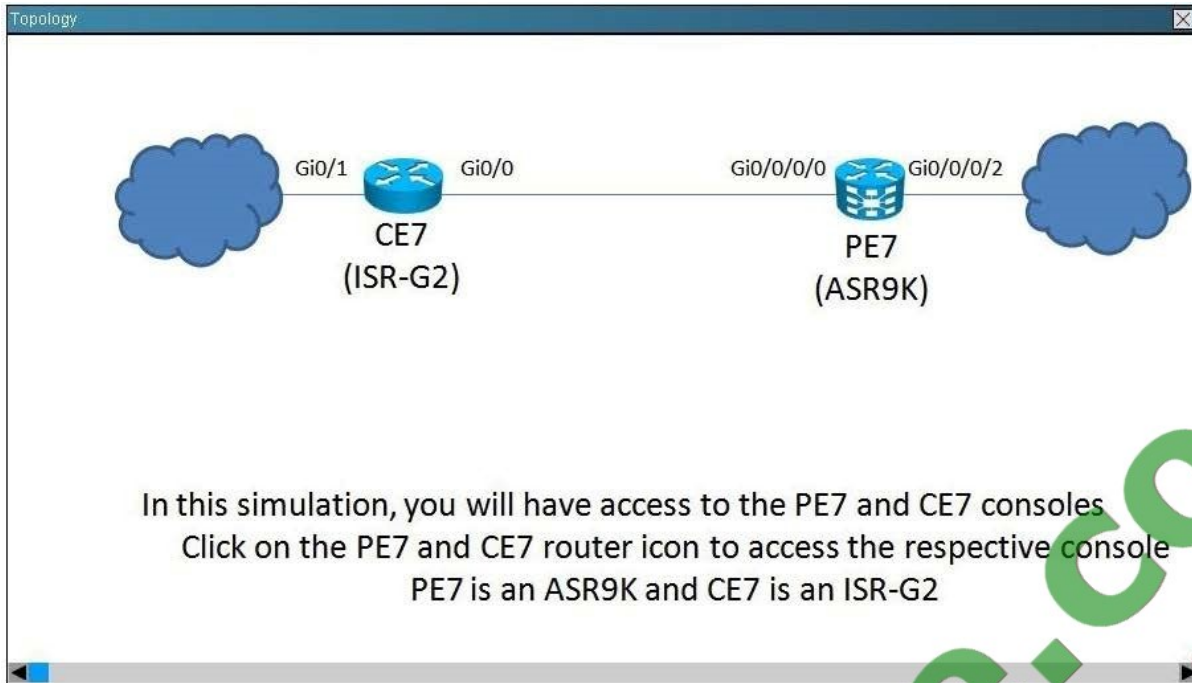 Topology
Gi0/1
Gi0/0
Gi0/0/0/0
Gi0/0/0/2
CE7
(ISR-G2)
PE7
(ASR9K)
In this simulation, you will have access to the PE7 and CE7 consoles
Click on the PE7 and CE7 router icon to access the respective console
PE7 is an ASR9K and CE7 is an ISR-G2